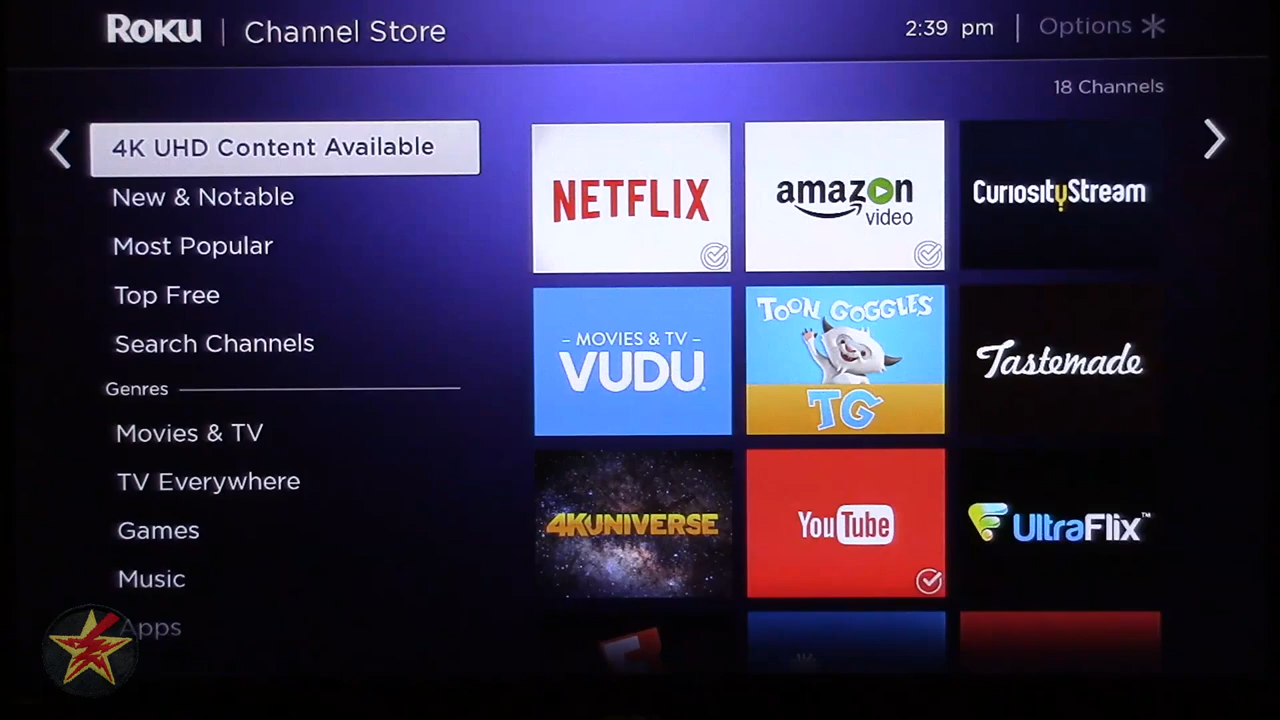 Roku | Channel Store
2:39 pm | Options
18 Channels
4K UHD Content Available
New & Notable
Most Popular
Top Free
Search Channels
Genres
Movies & TV
TV Everywhere
Games
Music
Apps
NETFLIX
amazon
video
CuriosityStream
– MOVIES & TV –
VUDU
TOON GOGGLES
TG
Tastemade
4KUNIVERSE
YouTube
UltraFlix™